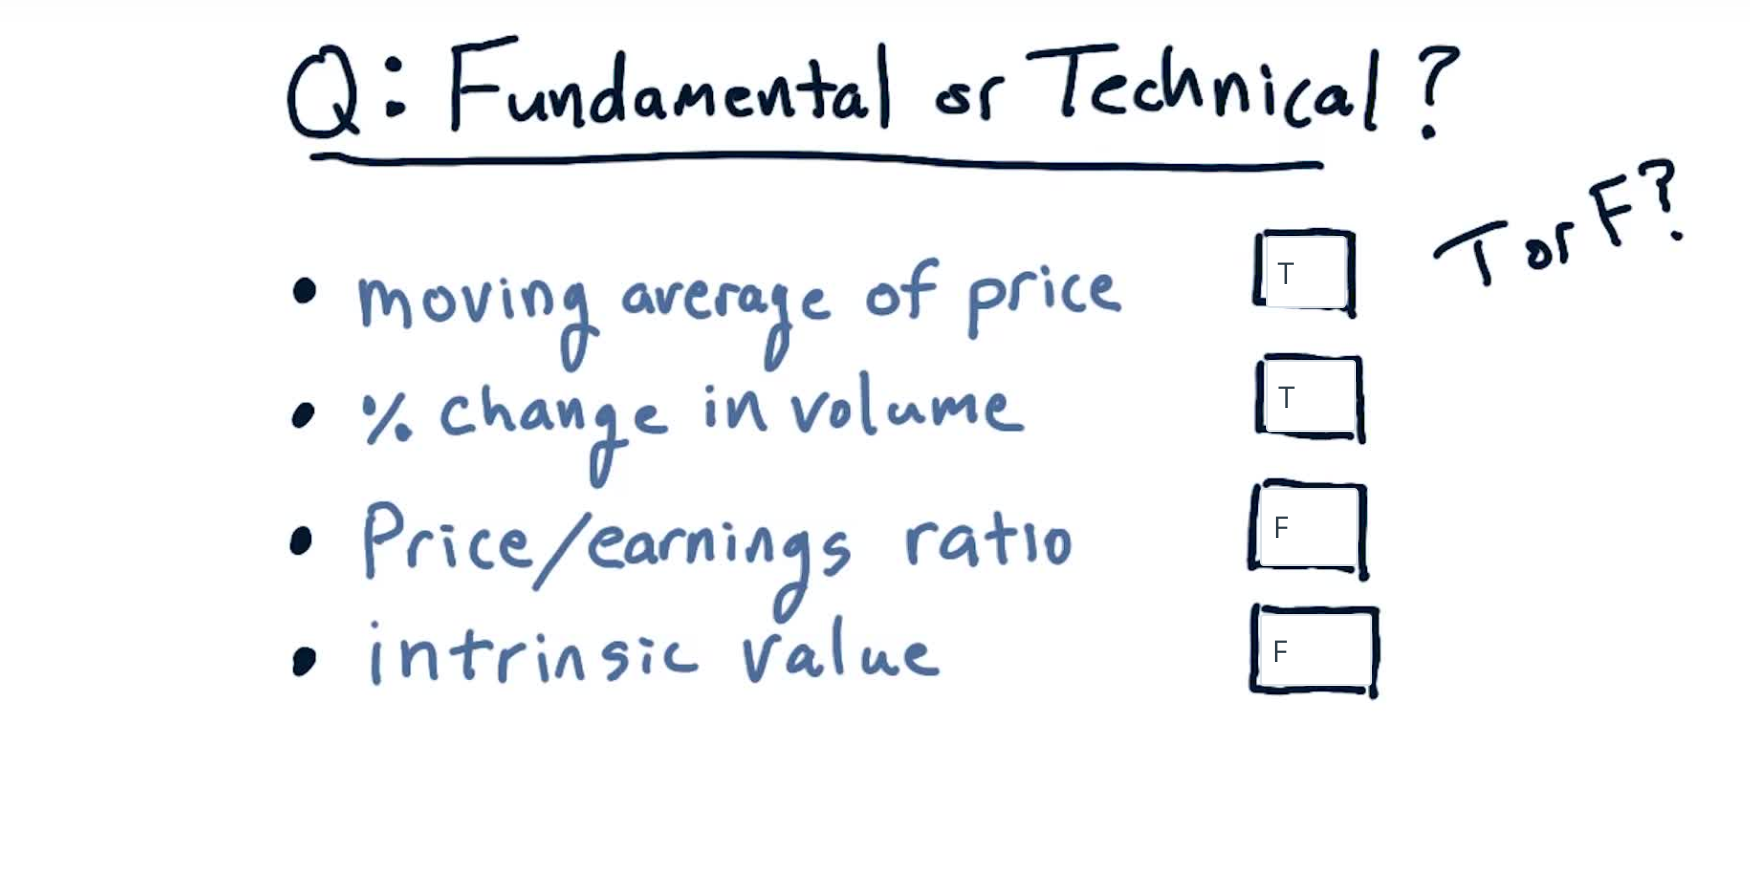 Q: Fundamental or Technical?
T or F?
• moving average of price T
• % change in volume T
• Price/earnings ratio F
• intrinsic value F